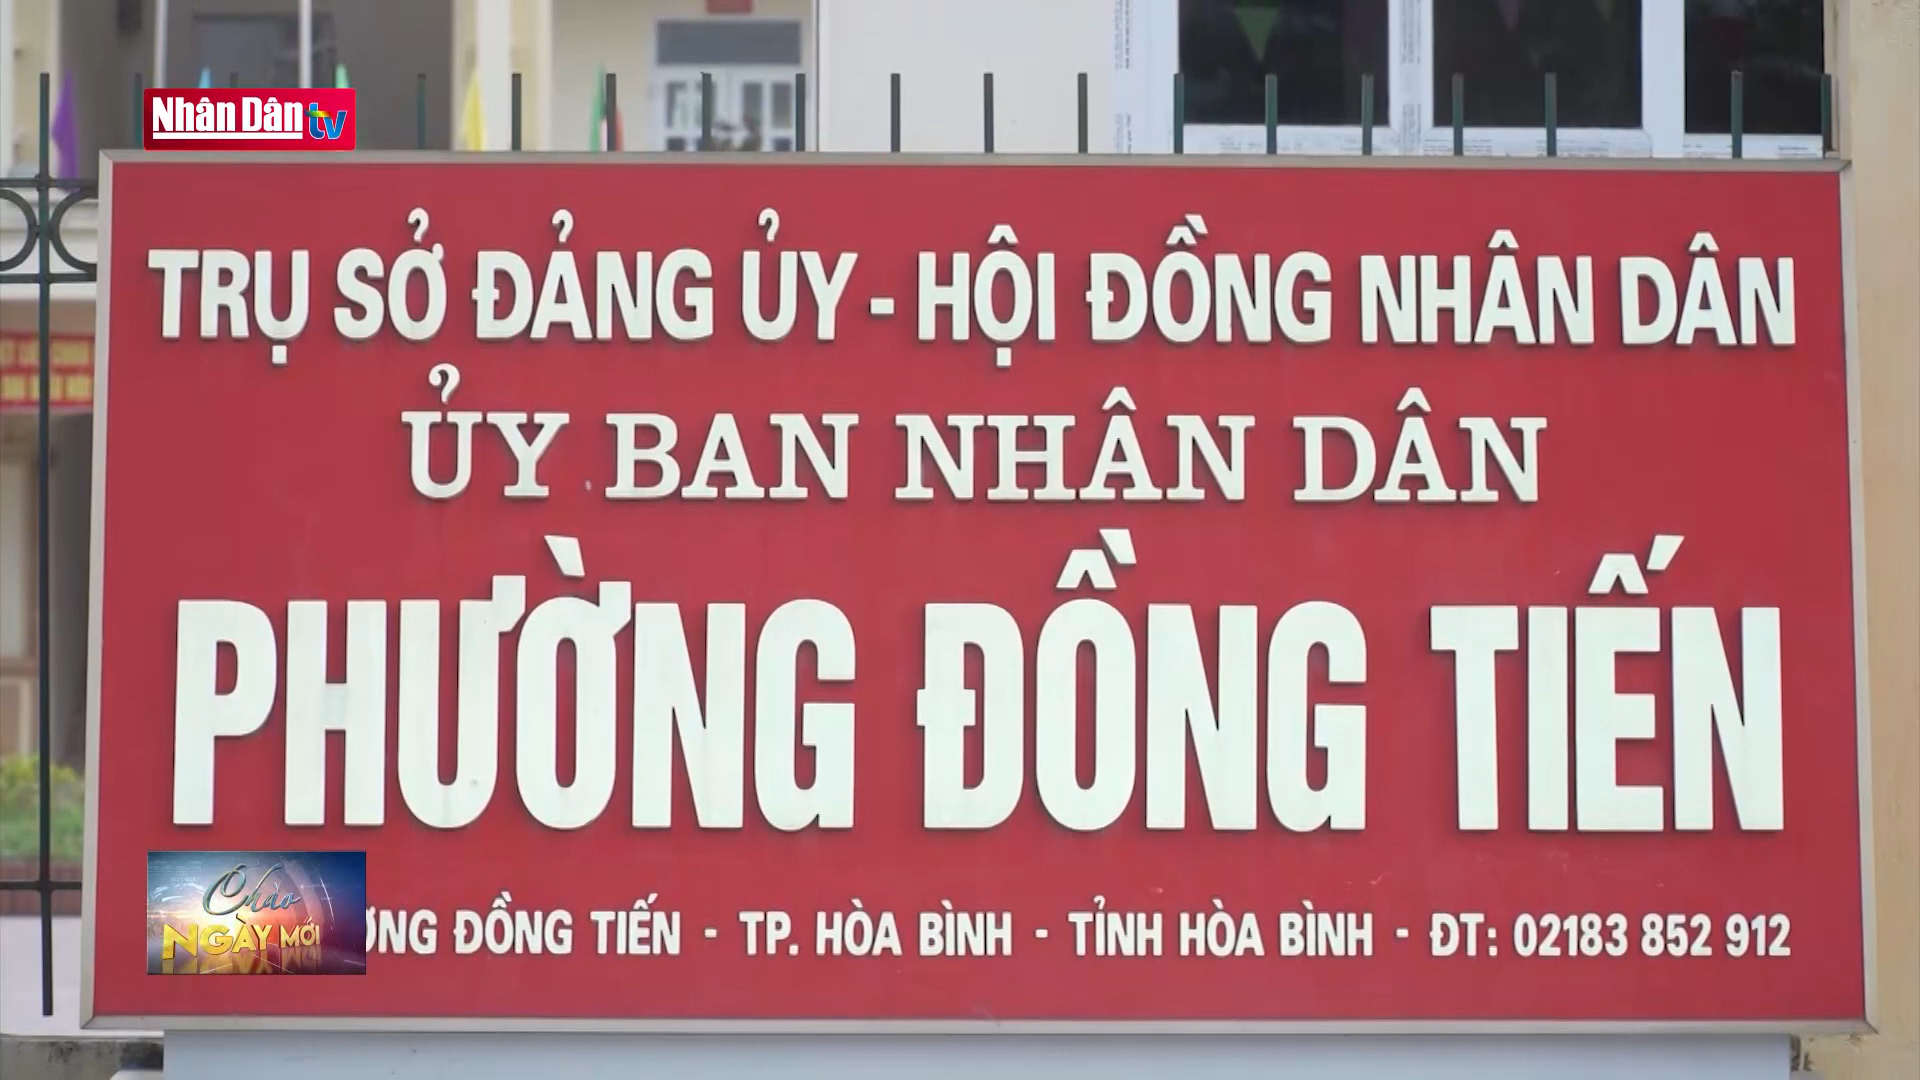 Nhân Dân tv
TRỤ SỞ ĐẢNG ỦY - HỘI ĐỒNG NHÂN DÂN
ỦY BAN NHÂN DÂN
PHƯỜNG ĐỒNG TIẾN
ĐỒNG TIẾN - TP. HÒA BÌNH - TỈNH HÒA BÌNH - ĐT: 02183 852 912
Chào
NGÀY MỚI